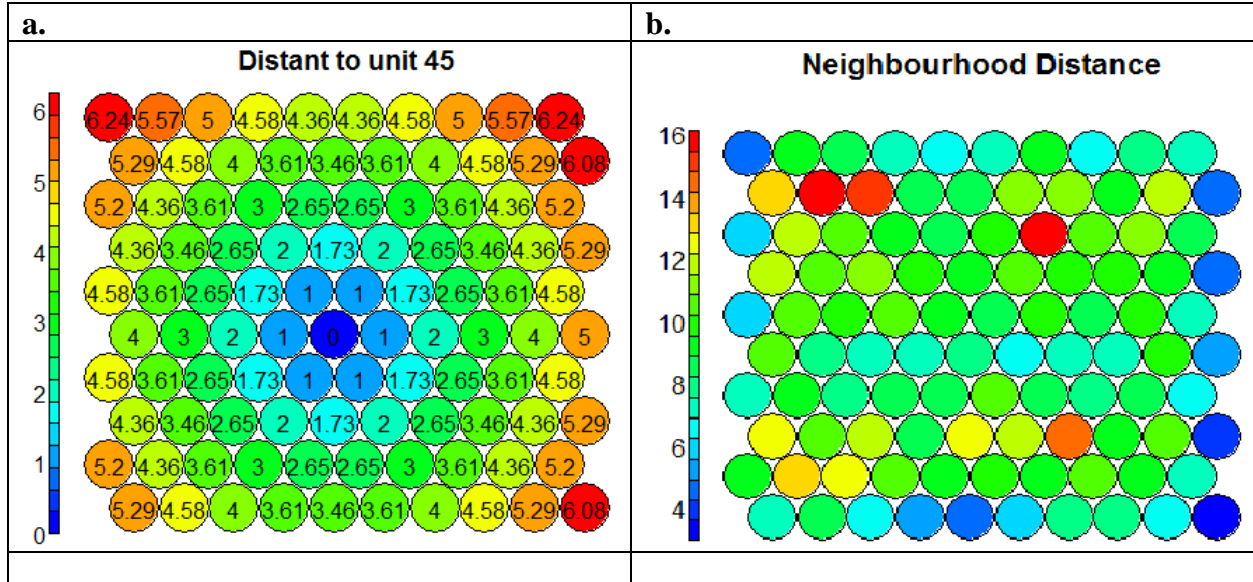 a.
b.
Distant to unit 45
Neighbourhood Distance
6
5
4
3
2
1
0
6.24 5.57 5 4.58 4.36 4.36 4.58 5 5.57 6.24
5.29 4.58 4 3.61 3.46 3.61 4 4.58 5.29 6.08
5.2 4.36 3.61 3 2.65 2.65 3 3.61 4.36 5.2
4.36 3.46 2.65 2 1.73 2 2.65 3.46 4.36 5.29
4.58 3.61 2.65 1.73 1 1 1.73 2.65 3.61 4.58
4 3 2 1 0 1 2 3 4 5
4.58 3.61 2.65 1.73 1 1 1.73 2.65 3.61 4.58
4.36 3.46 2.65 2 1.73 2 2.65 3.46 4.36 5.29
5.2 4.36 3.61 3 2.65 2.65 3 3.61 4.36 5.2
5.29 4.58 4 3.61 3.46 3.61 4 4.58 5.29 6.08
16
14
12
10
8
6
4